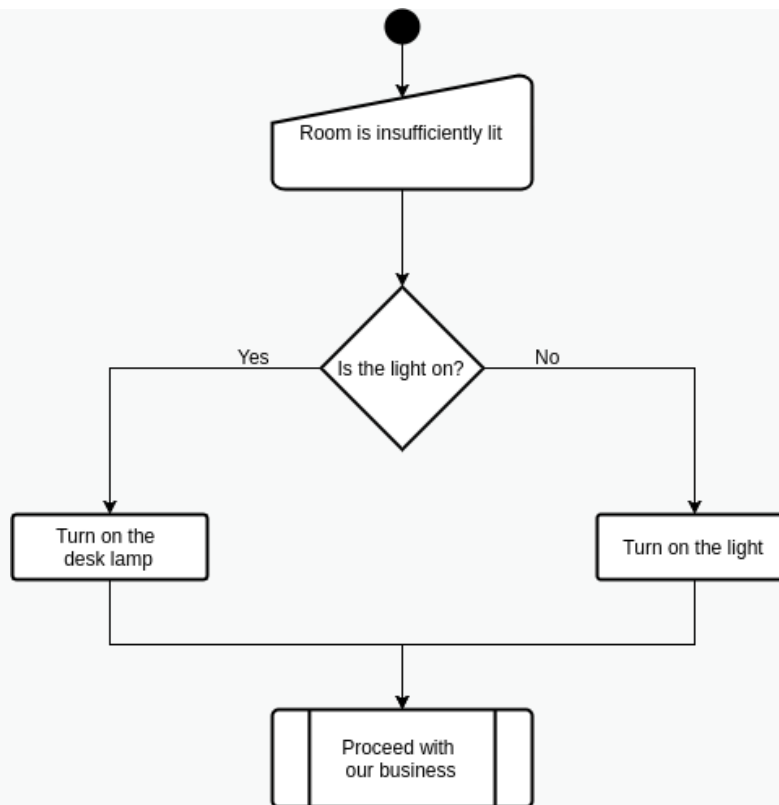 Room is insufficiently lit
Is the light on?
Yes
No
Turn on the
desk lamp
Turn on the light
Proceed with
our business